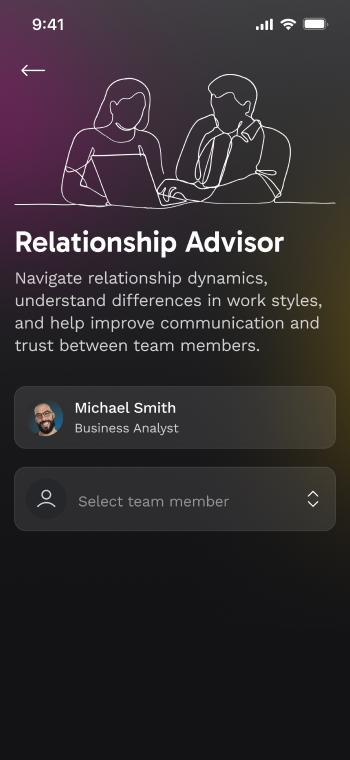 9:41
Relationship Advisor
Navigate relationship dynamics,
understand differences in work styles,
and help improve communication and
trust between team members.
Michael Smith
Business Analyst
Select team member